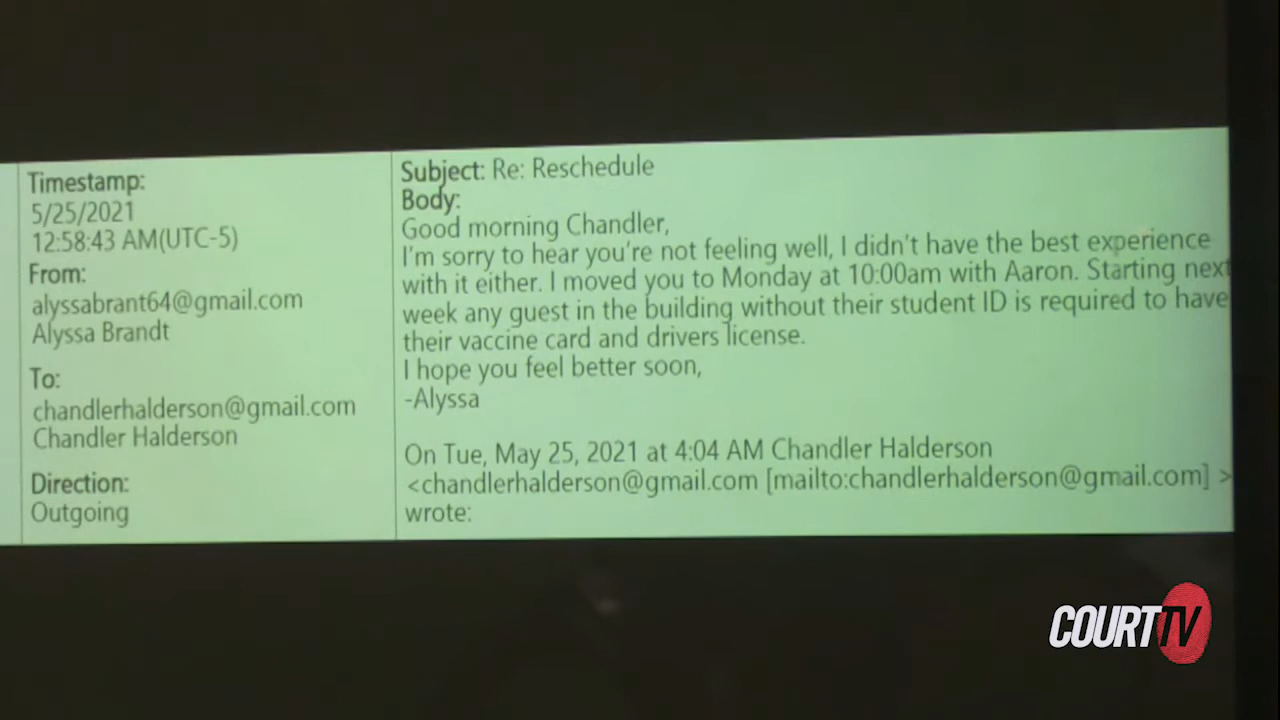 Timestamp:
5/25/2021
12:58:43 AM(UTC-5)
From:
alyssabrant64@gmail.com
Alyssa Brandt
To:
chandlerhalderson@gmail.com
Chandler Halderson
Direction:
Outgoing
Subject: Re: Reschedule
Body:
Good morning Chandler,
I'm sorry to hear you're not feeling well, I didn't have the best experience
with it either. I moved you to Monday at 10:00am with Aaron. Starting next
week any guest in the building without their student ID is required to have
their vaccine card and drivers license.
I hope you feel better soon,
-Alyssa
On Tue, May 25, 2021 at 4:04 AM Chandler Halderson
<chandlerhalderson@gmail.com [mailto:chandlerhalderson@gmail.com] >
wrote:
COURT TV